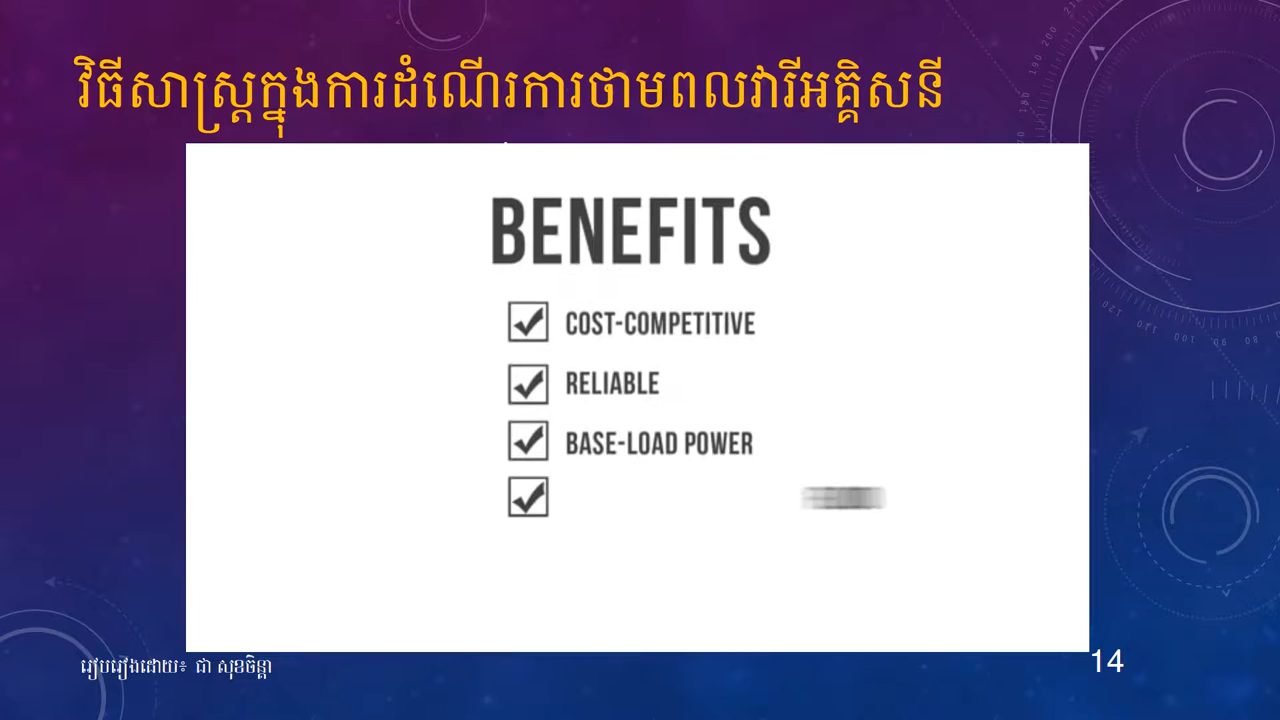 វិធីសាស្ត្រក្នុងការដំណើរការថាមពលវារីអគ្គិសនី
BENEFITS
COST-COMPETITIVE
RELIABLE
BASE-LOAD POWER
រៀបរៀងដោយ៖ ជា សុខចិន្តា
14